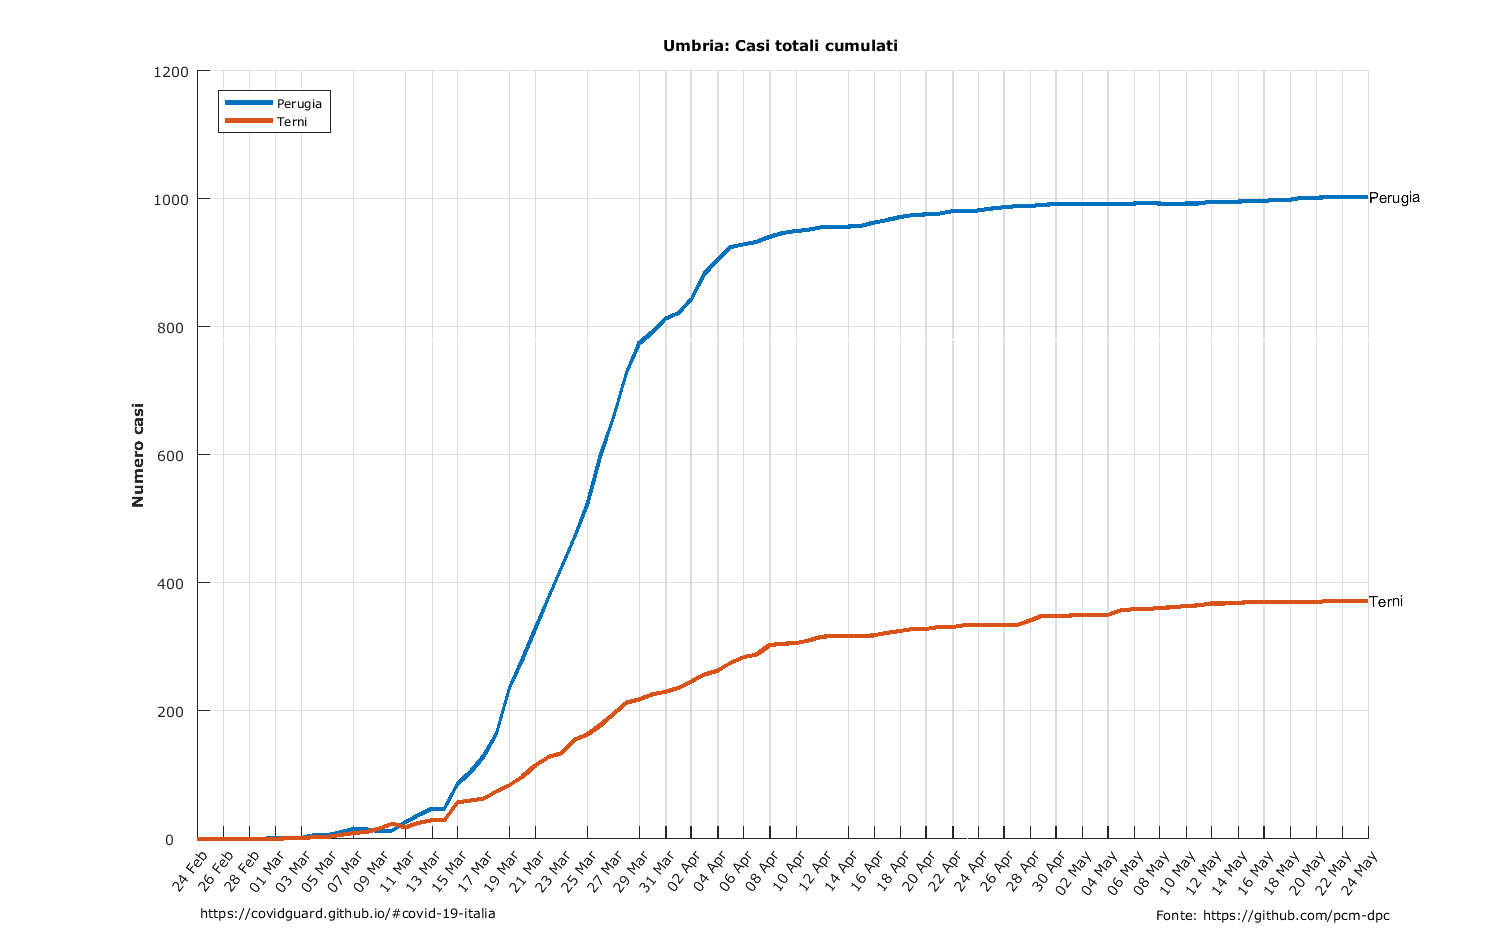 Umbria: Casi totali cumulati
Perugia
Terni
Numero casi
1200
1000
800
600
400
200
0
Perugia
Terni
24 Feb
26 Feb
28 Feb
01 Mar
03 Mar
05 Mar
07 Mar
09 Mar
11 Mar
13 Mar
15 Mar
17 Mar
19 Mar
21 Mar
23 Mar
25 Mar
27 Mar
29 Mar
31 Mar
02 Apr
04 Apr
06 Apr
08 Apr
10 Apr
12 Apr
14 Apr
16 Apr
18 Apr
20 Apr
22 Apr
24 Apr
26 Apr
28 Apr
30 Apr
02 May
04 May
06 May
08 May
10 May
12 May
14 May
16 May
18 May
20 May
22 May
24 May
https://covidguard.github.io/#covid-19-italia
Fonte: https://github.com/pcm-dpc